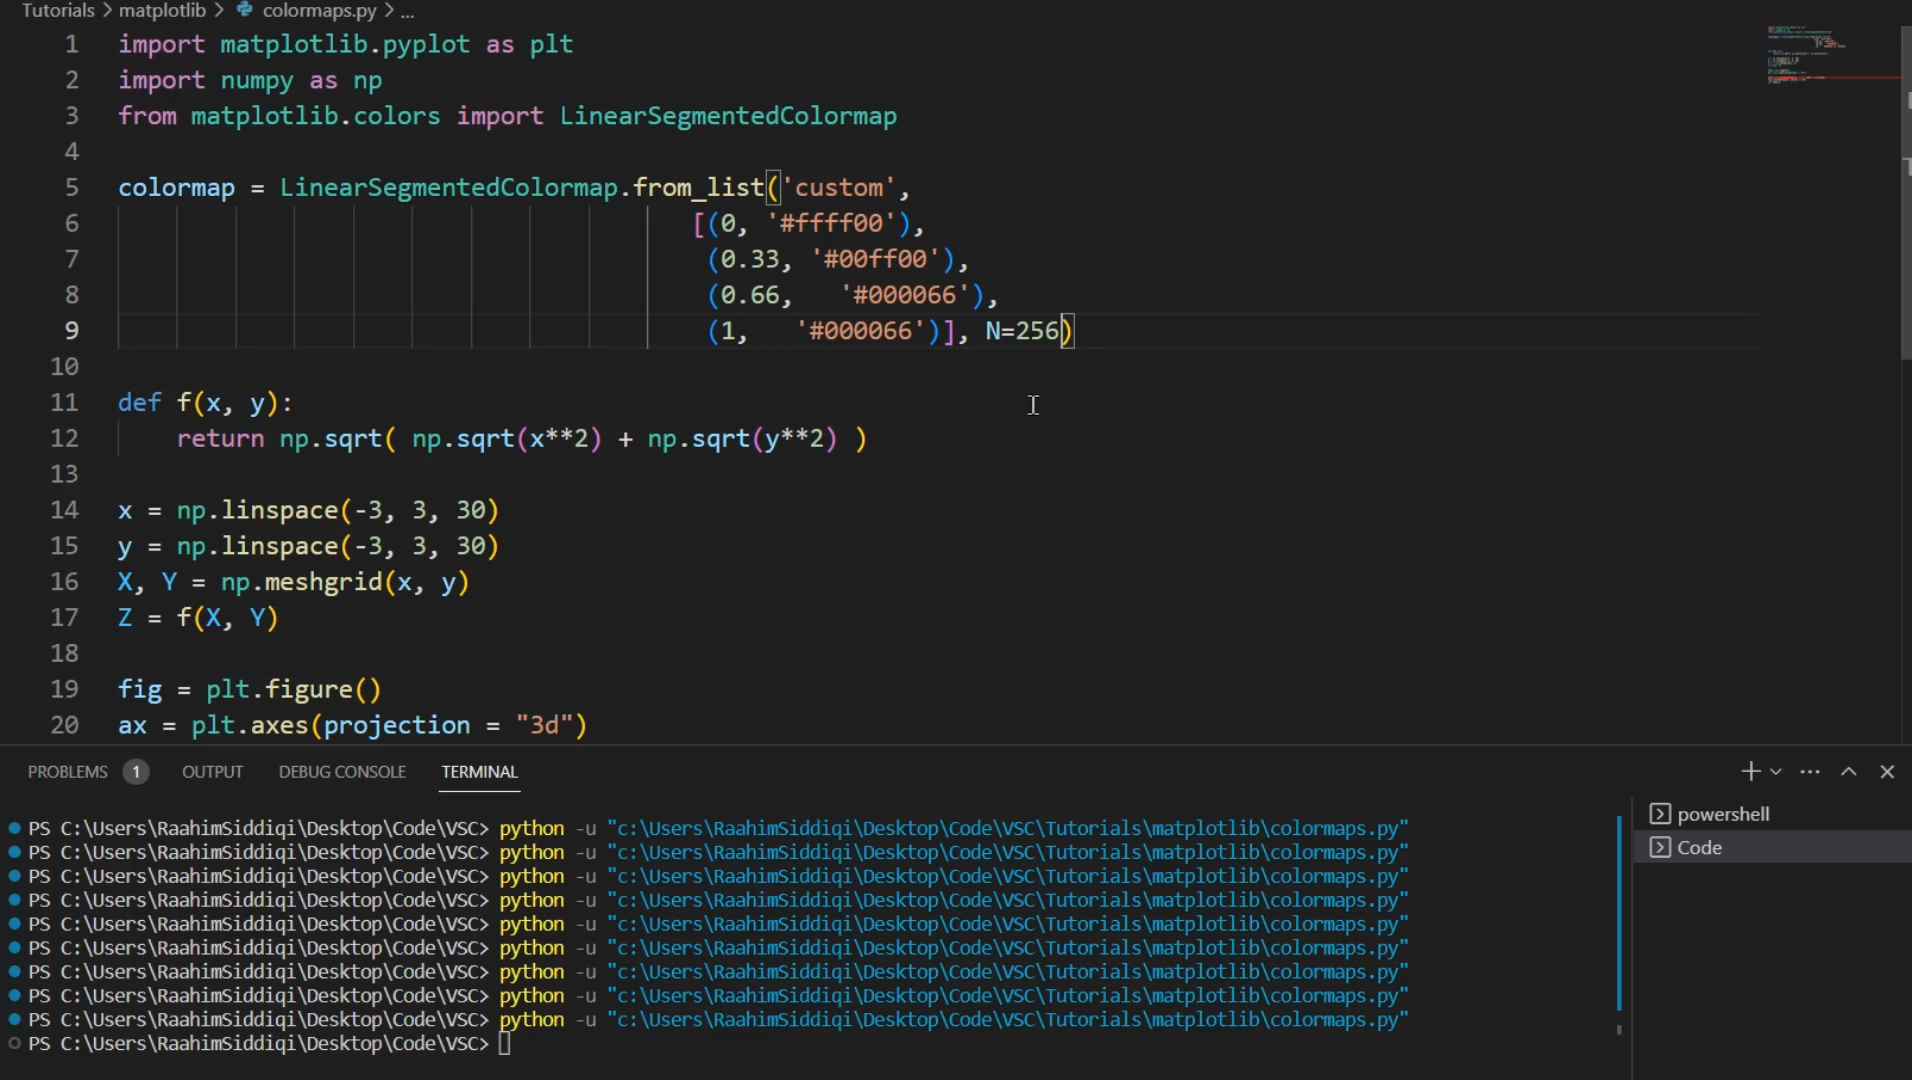 Tutorials > matplotlib > colormaps.py > ...
1 import matplotlib.pyplot as plt
2 import numpy as np
3 from matplotlib.colors import LinearSegmentedColormap
4
5 colormap = LinearSegmentedColormap.from_list('custom',
6 [(0, '#ffff00'),
7 (0.33, '#00ff00'),
8 (0.66, '#000066'),
9 (1, '#000066')], N=256)
10
11 def f(x, y):
12 return np.sqrt( np.sqrt(x**2) + np.sqrt(y**2) )
13
14 x = np.linspace(-3, 3, 30)
15 y = np.linspace(-3, 3, 30)
16 X, Y = np.meshgrid(x, y)
17 Z = f(X, Y)
18
19 fig = plt.figure()
20 ax = plt.axes(projection = "3d")
PROBLEMS 1 OUTPUT DEBUG CONSOLE TERMINAL
PS C:\Users\RaahimSiddiqi\Desktop\Code\VSC> python -u "c:\Users\RaahimSiddiqi\Desktop\Code\VSC\Tutorials\matplotlib\colormaps.py"
PS C:\Users\RaahimSiddiqi\Desktop\Code\VSC> python -u "c:\Users\RaahimSiddiqi\Desktop\Code\VSC\Tutorials\matplotlib\colormaps.py"
PS C:\Users\RaahimSiddiqi\Desktop\Code\VSC> python -u "c:\Users\RaahimSiddiqi\Desktop\Code\VSC\Tutorials\matplotlib\colormaps.py"
PS C:\Users\RaahimSiddiqi\Desktop\Code\VSC> python -u "c:\Users\RaahimSiddiqi\Desktop\Code\VSC\Tutorials\matplotlib\colormaps.py"
PS C:\Users\RaahimSiddiqi\Desktop\Code\VSC> python -u "c:\Users\RaahimSiddiqi\Desktop\Code\VSC\Tutorials\matplotlib\colormaps.py"
PS C:\Users\RaahimSiddiqi\Desktop\Code\VSC> python -u "c:\Users\RaahimSiddiqi\Desktop\Code\VSC\Tutorials\matplotlib\colormaps.py"
PS C:\Users\RaahimSiddiqi\Desktop\Code\VSC> python -u "c:\Users\RaahimSiddiqi\Desktop\Code\VSC\Tutorials\matplotlib\colormaps.py"
PS C:\Users\RaahimSiddiqi\Desktop\Code\VSC> python -u "c:\Users\RaahimSiddiqi\Desktop\Code\VSC\Tutorials\matplotlib\colormaps.py"
PS C:\Users\RaahimSiddiqi\Desktop\Code\VSC> python -u "c:\Users\RaahimSiddiqi\Desktop\Code\VSC\Tutorials\matplotlib\colormaps.py"
PS C:\Users\RaahimSiddiqi\Desktop\Code\VSC>
powershell
Code